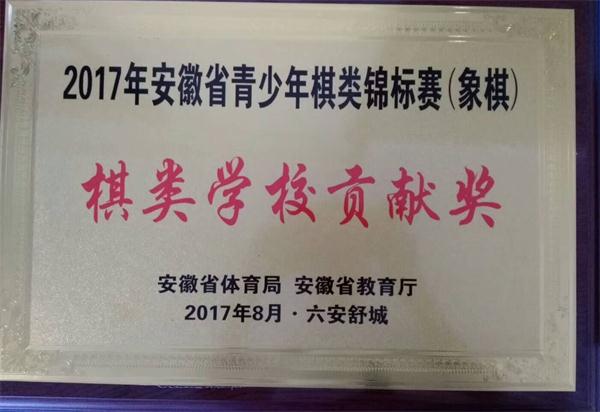 2017年安徽省青少年棋类锦标赛(象棋)
棋类学校贡献奖
安徽省体育局 安徽省教育厅
2017年8月·六安舒城